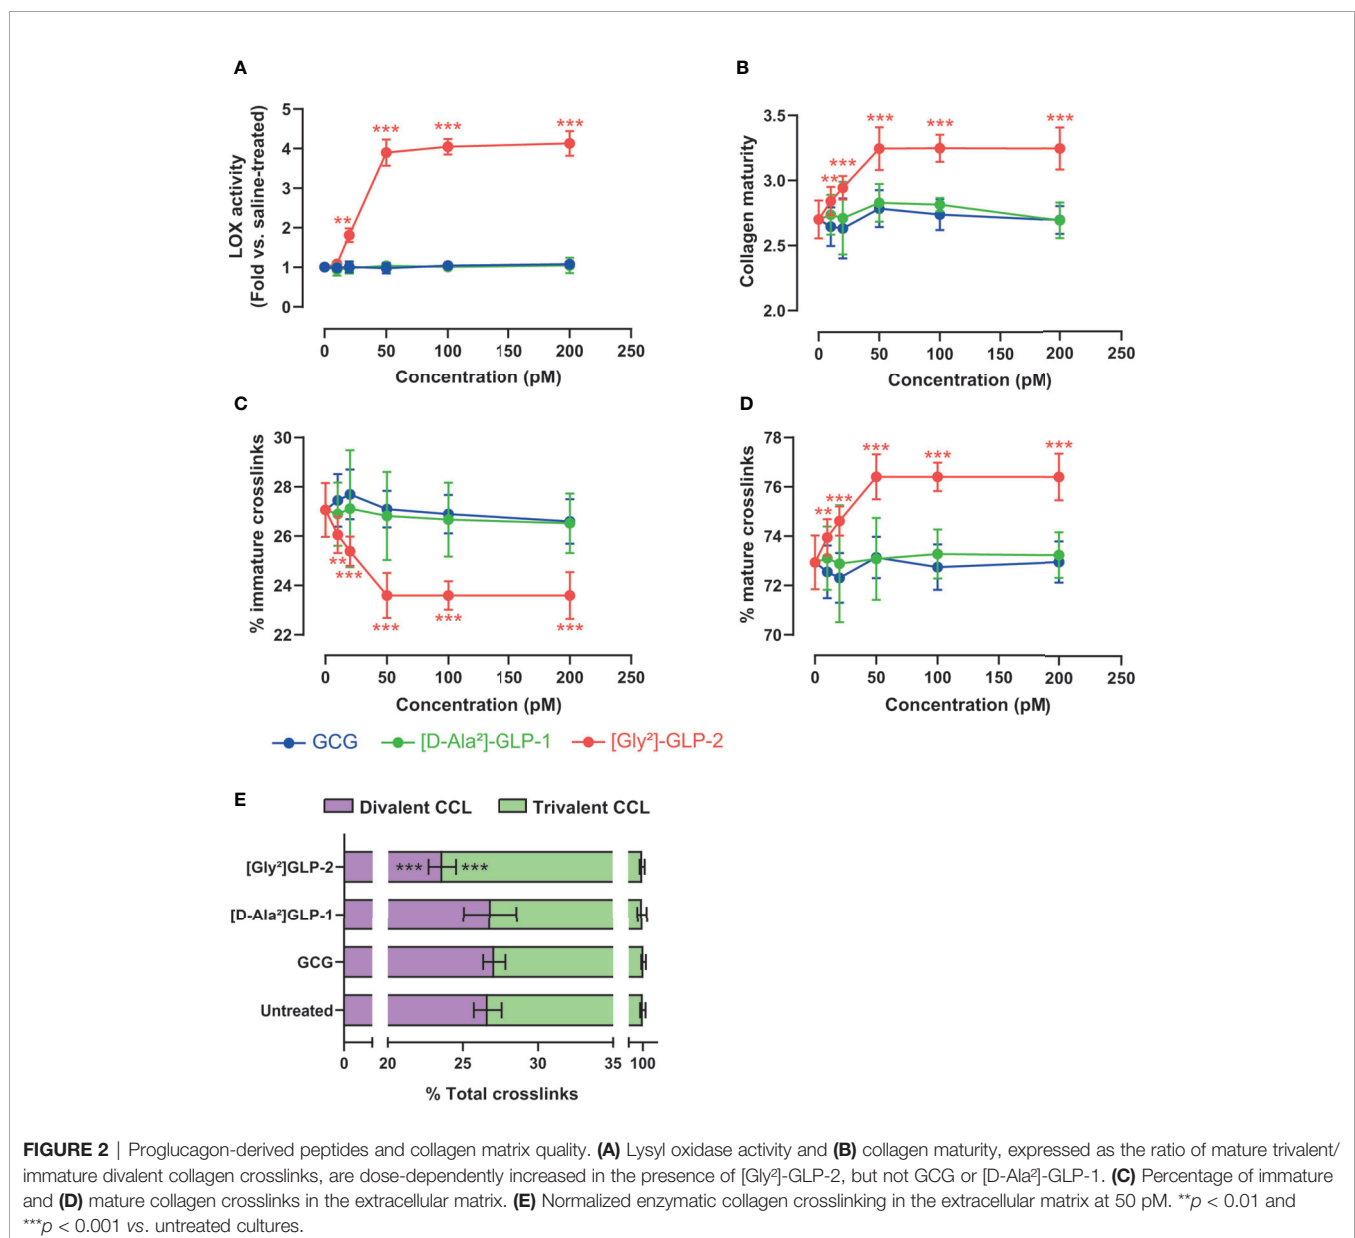 A
B
LOX activity
(Fold vs. saline-treated)
5
4
3
2
1
0
**
***
***
***
0 50 100 150 200 250
Concentration (pM)
Collagen maturity
3.5
3.0
2.5
2.0
**
***
***
***
***
0 50 100 150 200 250
Concentration (pM)
C
D
% immature crosslinks
30
28
26
24
22
**
***
***
***
***
0 50 100 150 200 250
Concentration (pM)
% mature crosslinks
78
76
74
72
70
**
***
***
***
***
0 50 100 150 200 250
Concentration (pM)
GCG [D-Ala²]-GLP-1 [Gly²]-GLP-2
E
Divalent CCL Trivalent CCL
[Gly²]GLP-2
*** ***
[D-Ala²]GLP-1
GCG
Untreated
0 20 25 30 35 100
% Total crosslinks
FIGURE 2 | Proglucagon-derived peptides and collagen matrix quality. (A) Lysyl oxidase activity and (B) collagen maturity, expressed as the ratio of mature trivalent/
immature divalent collagen crosslinks, are dose-dependently increased in the presence of [Gly²]-GLP-2, but not GCG or [D-Ala²]-GLP-1. (C) Percentage of immature
and (D) mature collagen crosslinks in the extracellular matrix. (E) Normalized enzymatic collagen crosslinking in the extracellular matrix at 50 pM. **p < 0.01 and
***p < 0.001 vs. untreated cultures.